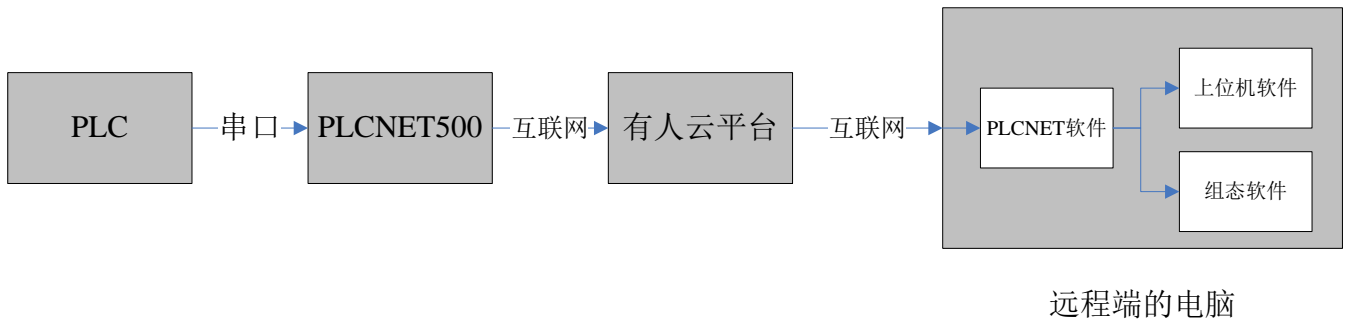 PLC
串口
PLCNET500
互联网
有人云平台
互联网
PLCNET软件
上位机软件
组态软件
远程端的电脑